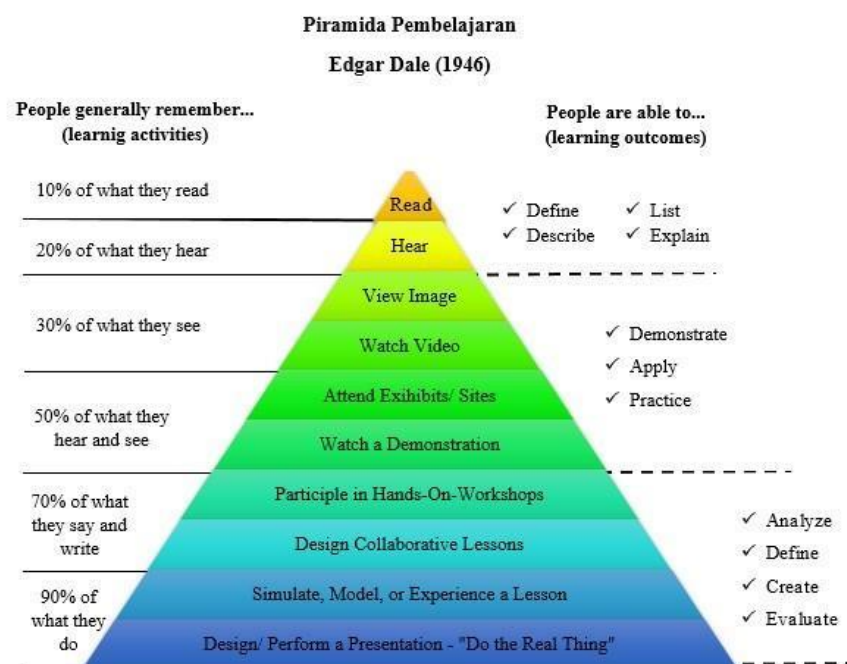 Piramida Pembelajaran
Edgar Dale (1946)
People generally remember...
(learnig activities)
People are able to...
(learning outcomes)
10% of what they read
20% of what they hear
30% of what they see
50% of what they
hear and see
70% of what
they say and
write
90% of
what they
do
Read
Hear
View Image
Watch Video
Attend Exihibits/ Sites
Watch a Demonstration
Participle in Hands-On-Workshops
Design Collaborative Lessons
Simulate, Model, or Experience a Lesson
Design/ Perform a Presentation - "Do the Real Thing"
✓ Define ✓ List
✓ Describe ✓ Explain
✓ Demonstrate
✓ Apply
✓ Practice
✓ Analyze
✓ Define
✓ Create
✓ Evaluate